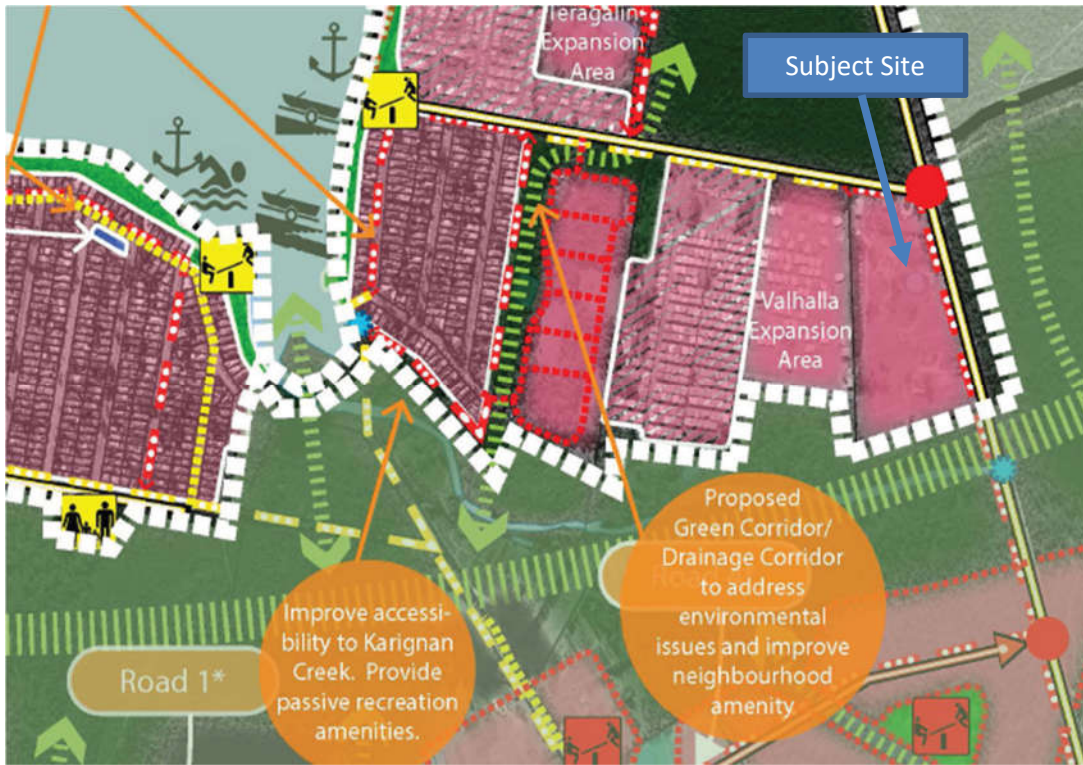 Teragalin
Expansion
Area
Subject Site
Valhalla
Expansion
Area
Proposed
Green Corridor/
Drainage Corridor
to address
environmental
issues and improve
neighbourhood
amenity
Improve accessi-
bility to Karignan
Creek. Provide
passive recreation
amenities.
Road 1*